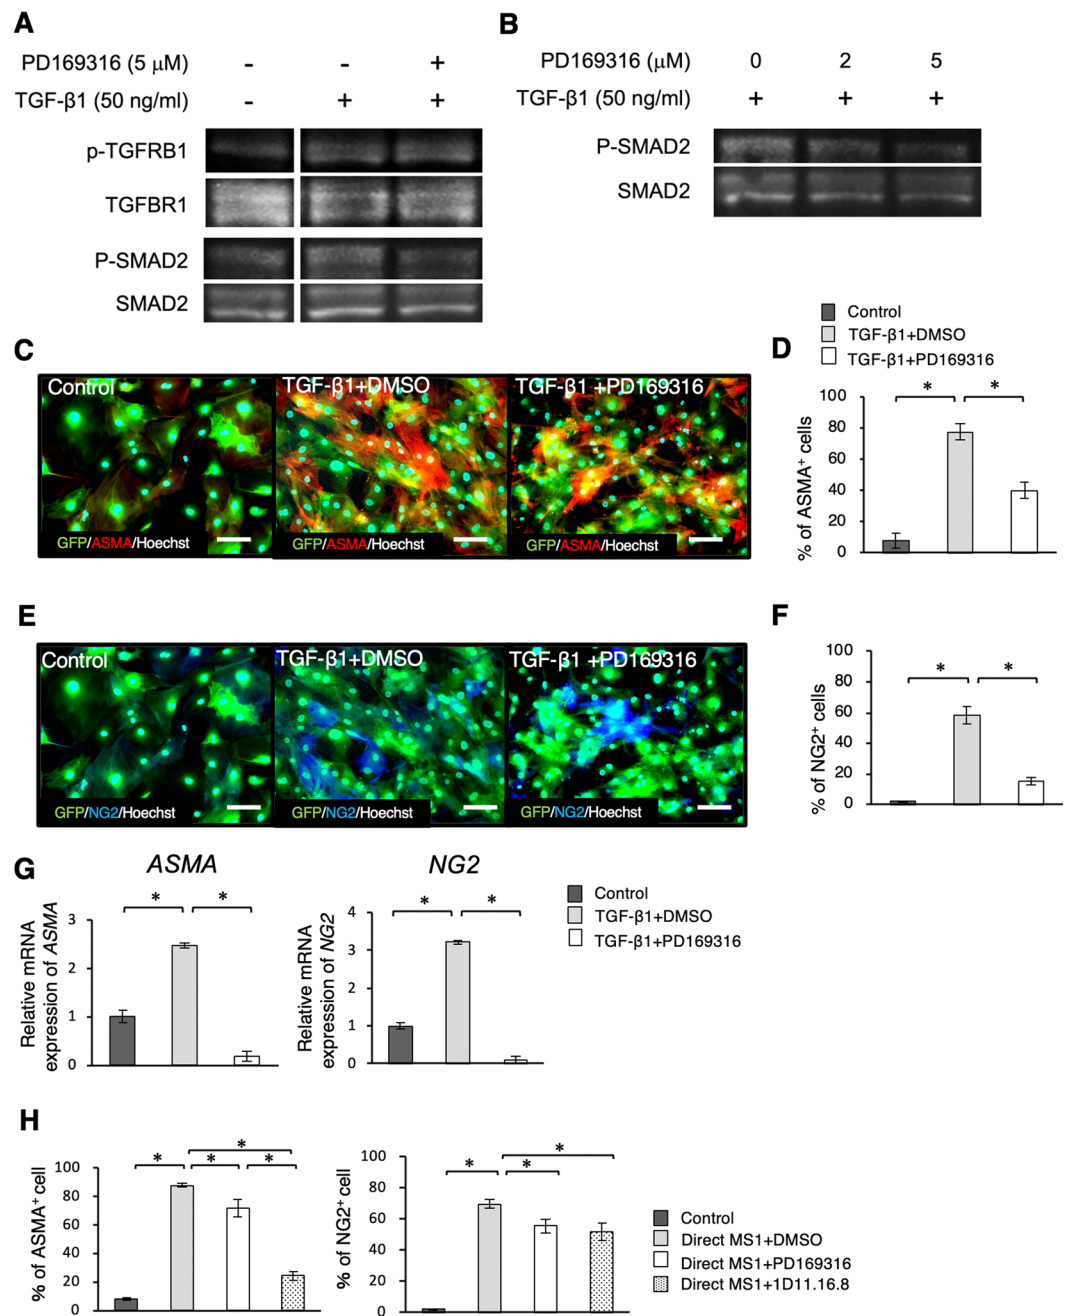 A
PD169316 (5 μM) - - +
TGF-β1 (50 ng/ml) - + +
p-TGFRB1
TGFBR1
P-SMAD2
SMAD2
B
PD169316 (μM) 0 2 5
TGF-β1 (50 ng/ml) + + +
P-SMAD2
SMAD2
C
Control
TGF-β1+DMSO
TGF-β1 +PD169316
GFP/ASMA/Hoechst
GFP/ASMA/Hoechst
GFP/ASMA/Hoechst
Control
TGF-β1+DMSO
TGF-β1+PD169316
D
% of ASMA+ cells
100
80
60
40
20
0
* *
E
Control
TGF-β1+DMSO
TGF-β1 +PD169316
GFP/NG2/Hoechst
GFP/NG2/Hoechst
GFP/NG2/Hoechst
F
% of NG2+ cells
100
80
60
40
20
0
* *
G
ASMA
Relative mRNA
expression of ASMA
3
2
1
0
* *
NG2
Relative mRNA
expression of NG2
4
3
2
1
0
* *
Control
TGF-β1+DMSO
TGF-β1+PD169316
H
% of ASMA+ cell
100
80
60
40
20
0
*
* * *
% of NG2+ cell
100
80
60
40
20
0
*
* *
Control
Direct MS1+DMSO
Direct MS1+PD169316
Direct MS1+1D11.16.8